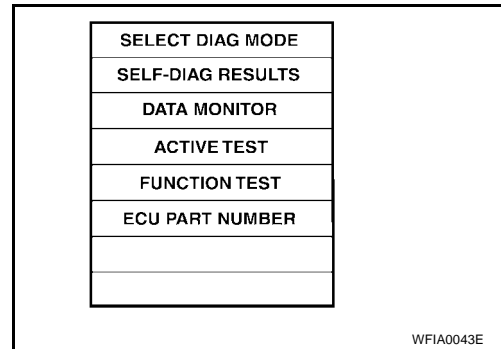 SELECT DIAG MODE
SELF-DIAG RESULTS
DATA MONITOR
ACTIVE TEST
FUNCTION TEST
ECU PART NUMBER
WFIA0043E